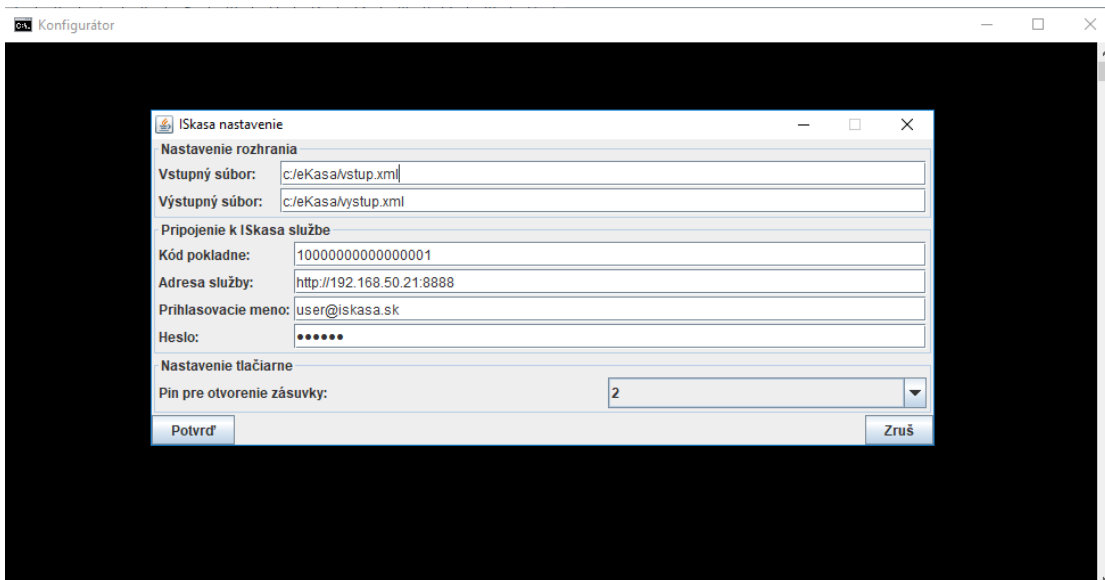 Konfigurátor
ISkasa nastavenie
Nastavenie rozhrania
Vstupný súbor: c:/eKasa/vstup.xml
Výstupný súbor: c:/eKasa/vystup.xml
Pripojenie k ISkasa službe
Kód pokladne: 10000000000000001
Adresa služby: http://192.168.50.21:8888
Prihlasovacie meno: user@iskasa.sk
Heslo: ••••••
Nastavenie tlačiarne
Pin pre otvorenie zásuvky: 2
Potvrď Zruš